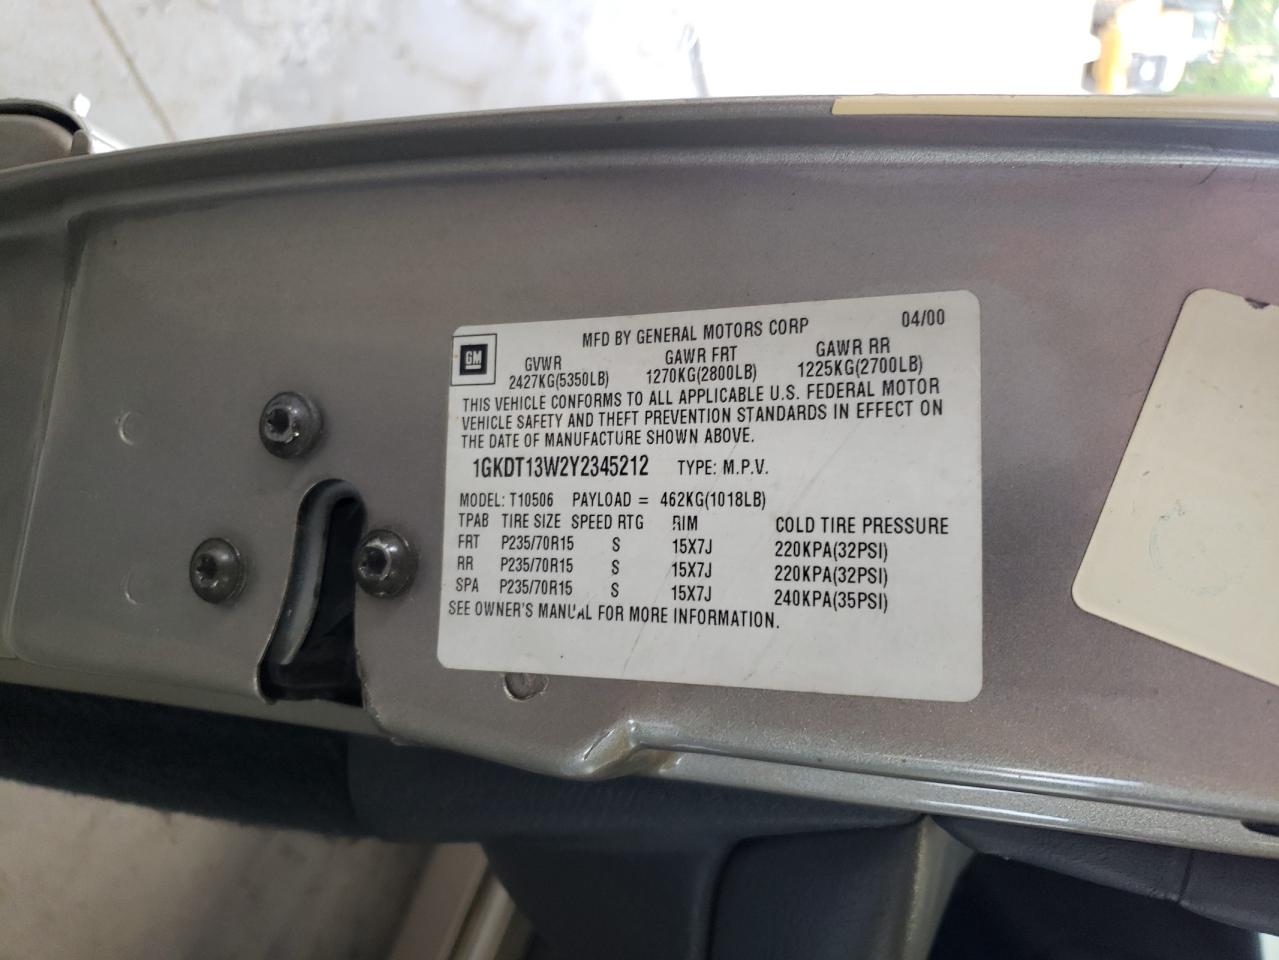 MFD BY GENERAL MOTORS CORP 04/00
GM
GVWR GAWR FRT GAWR RR
2427KG(5350LB) 1270KG(2800LB) 1225KG(2700LB)
THIS VEHICLE CONFORMS TO ALL APPLICABLE U.S. FEDERAL MOTOR
VEHICLE SAFETY AND THEFT PREVENTION STANDARDS IN EFFECT ON
THE DATE OF MANUFACTURE SHOWN ABOVE.
1GKDT13W2Y2345212 TYPE: M.P.V.
MODEL: T10506 PAYLOAD = 462KG(1018LB)
TPAB TIRE SIZE SPEED RTG RIM COLD TIRE PRESSURE
FRT P235/70R15 S 15X7J 220KPA(32PSI)
RR P235/70R15 S 15X7J 220KPA(32PSI)
SPA P235/70R15 S 15X7J 240KPA(35PSI)
SEE OWNER'S MANUAL FOR MORE INFORMATION.